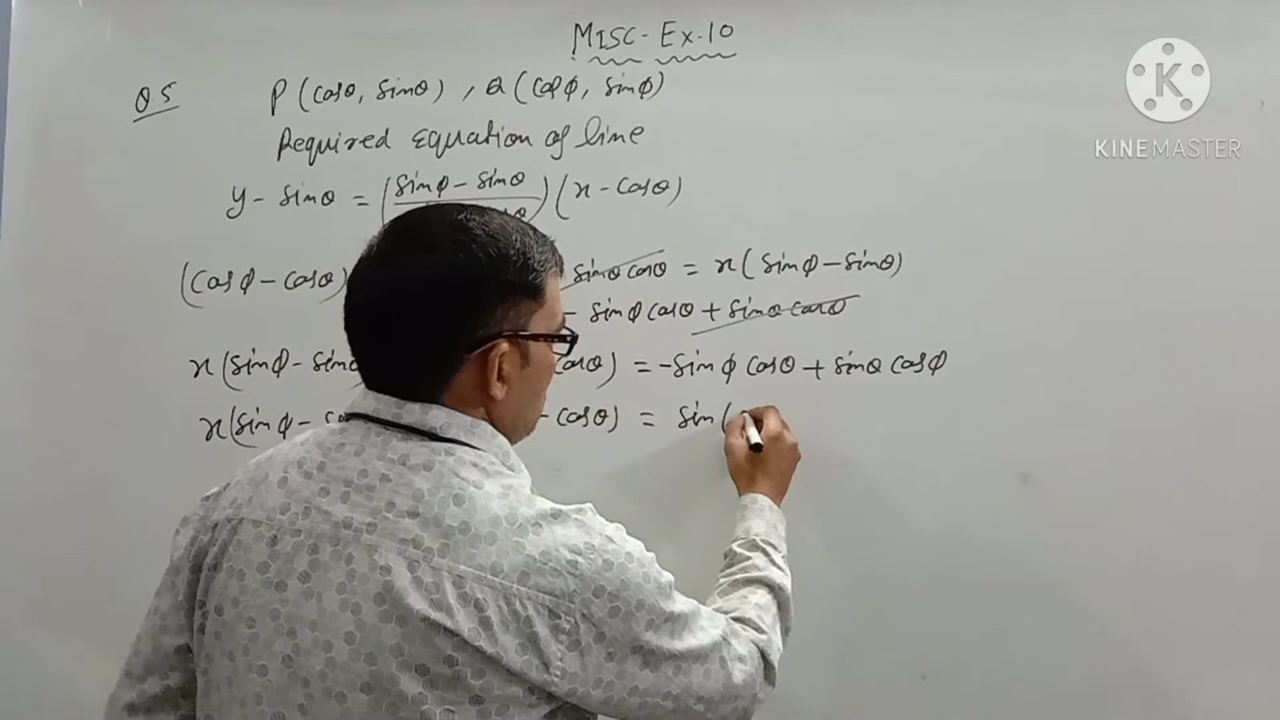 MISC- Ex.10
Q 5 P (cosθ, sinθ) , Q (cosϕ, sinϕ)
Required equation of line
y - sinθ = (sinϕ - sinθ) (x - cosθ)
(cosϕ - cosθ) sinθ cosθ = x ( sinϕ - sinθ)
- sinϕ cosθ + sinθ cosθ
x (sinϕ - sinθ cosθ) = -sinϕ cosθ + sinθ cosϕ
x(sinϕ - - cosθ) = sin(
K
KINEMASTER